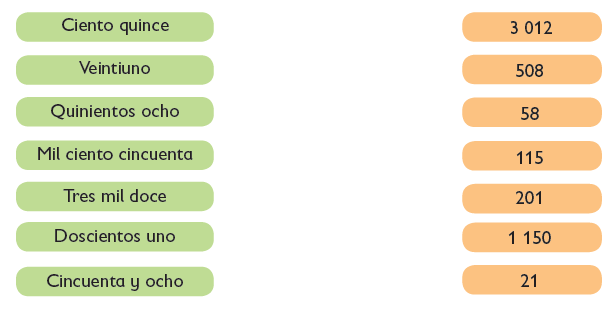 Ciento quince
3 012
Veintiuno
508
Quinientos ocho
58
Mil ciento cincuenta
115
Tres mil doce
201
Doscientos uno
1 150
Cincuenta y ocho
21